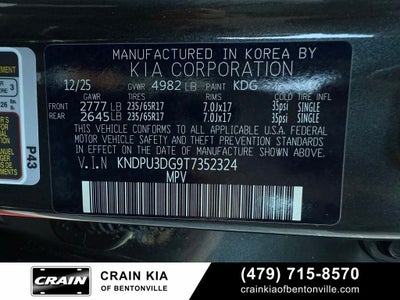 MANUFACTURED IN KOREA BY
KIA CORPORATION
12/25 GVWR 4982 LB PAINT KDG
GAWR TIRES RIMS COLD
FRONT 2777 LB 235/65R17 7.0Jx17 35psi SINGLE
REAR 2645 LB 235/65R17 7.0Jx17 35psi SINGLE
THIS VEHICLE CONFORMS TO ALL APPLICABLE U.S.A. FEDERAL
MOTOR VEHICLE SAFETY AND THEFT PREVENTION STANDARDS
IN EFFECT ON THE DATE OF MANUFACTURE SHOWN ABOVE.
V.I.N KNDPU3DG9T7352324
MPV
P43
CRAIN
CRAIN KIA
OF BENTONVILLE
(479) 715-8570
crainkiaofbentonville.com